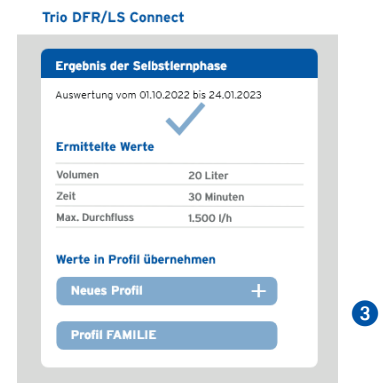 Trio DFR/LS Connect
Ergebnis der Selbstlernphase
Auswertung vom 01.10.2022 bis 24.01.2023
Ermittelte Werte
Volumen 20 Liter
Zeit 30 Minuten
Max. Durchfluss 1.500 l/h
Werte in Profil übernehmen
Neues Profil +
3
Profil FAMILIE